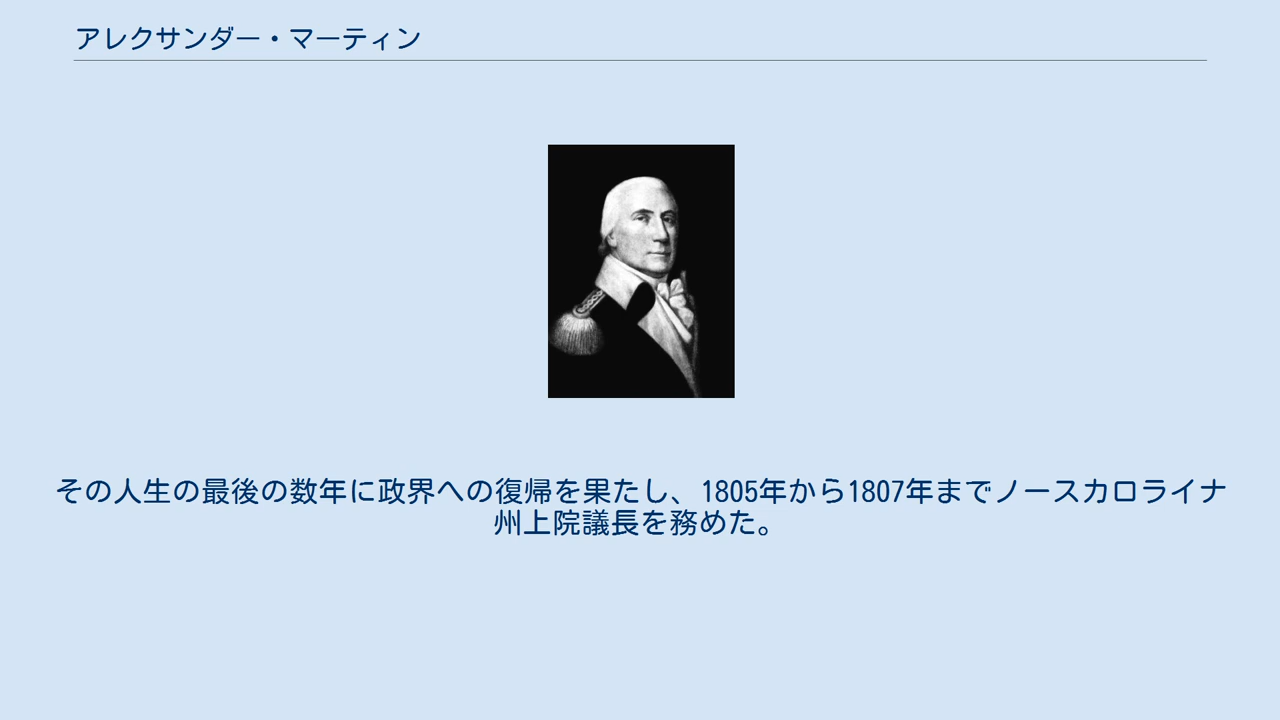 アレクサンダー・マーティン
その人生の最後の数年に政界への復帰を果たし、1805年から1807年までノースカロライナ
州上院議長を務めた。